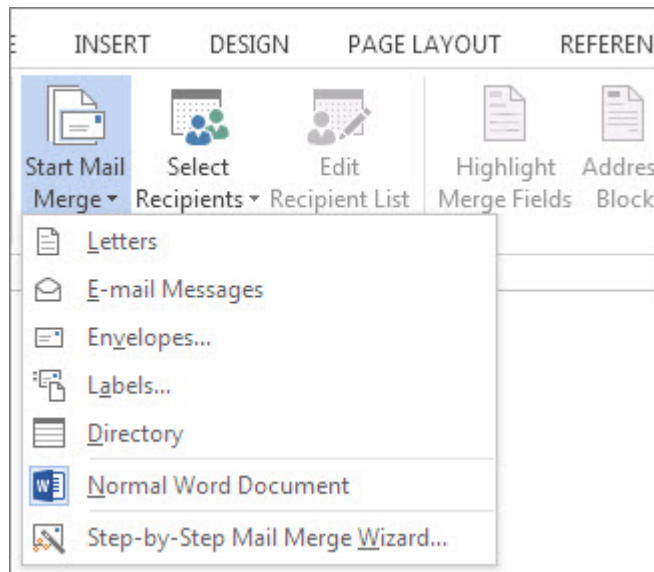 INSERT DESIGN PAGE LAYOUT
Start Mail Select Edit Highlight
Merge Recipients Recipient List Merge Fields Block
Letters
E-mail Messages
Envelopes...
Labels...
Directory
Normal Word Document
Step-by-Step Mail Merge Wizard...